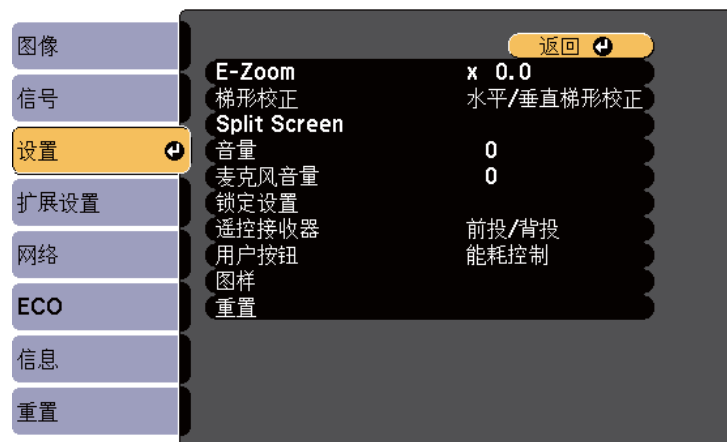 图像
信号
设置
扩展设置
网络
ECO
信息
重置
返回
E-Zoom x 0.0
梯形校正 水平/垂直梯形校正
Split Screen
音量 0
麦克风音量 0
锁定设置
遥控接收器 前投/背投
用户按钮 能耗控制
图样
重置